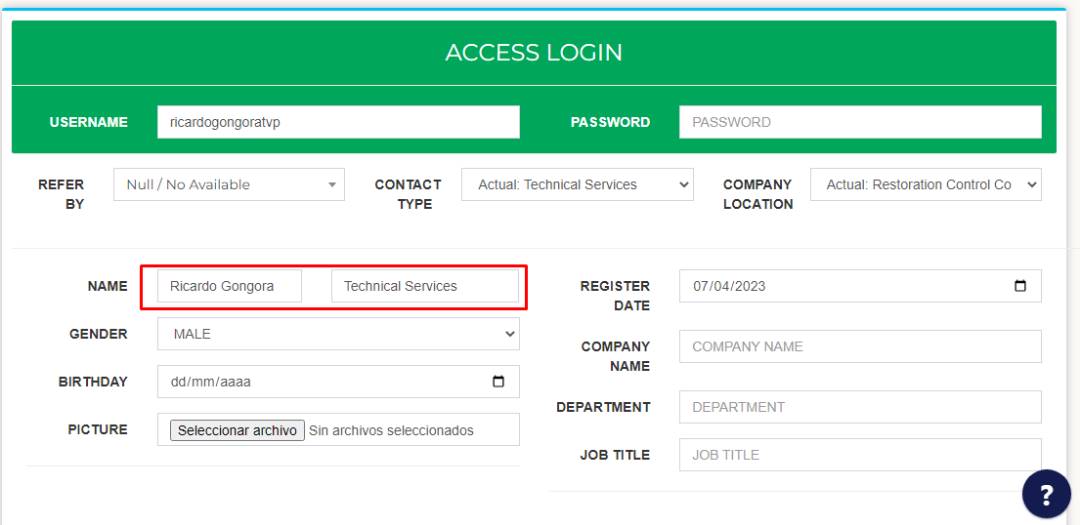 ACCESS LOGIN
USERNAME ricardogongoratvp PASSWORD PASSWORD
REFER BY Null / No Available CONTACT TYPE Actual: Technical Services COMPANY LOCATION Actual: Restoration Control Co
NAME Ricardo Gongora Technical Services
GENDER MALE
BIRTHDAY dd/mm/aaaa
PICTURE Seleccionar archivo Sin archivos seleccionados
REGISTER DATE 07/04/2023
COMPANY NAME COMPANY NAME
DEPARTMENT DEPARTMENT
JOB TITLE JOB TITLE
?